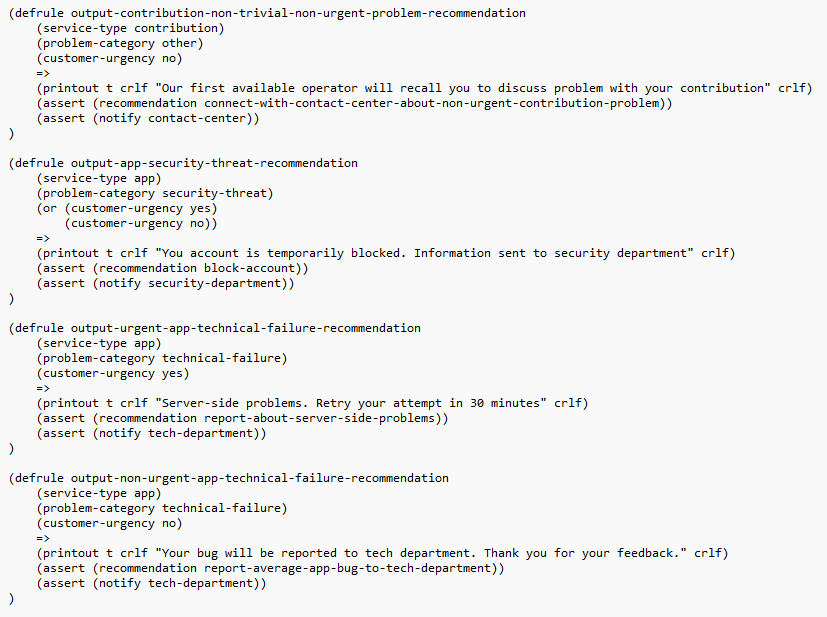 (defrule output-contribution-non-trivial-non-urgent-problem-recommendation
    (service-type contribution)
    (problem-category other)
    (customer-urgency no)
    =>
    (printout t crlf "Our first available operator will recall you to discuss problem with your contribution" crlf)
    (assert (recommendation connect-with-contact-center-about-non-urgent-contribution-problem))
    (assert (notify contact-center))
)

(defrule output-app-security-threat-recommendation
    (service-type app)
    (problem-category security-threat)
    (or (customer-urgency yes)
        (customer-urgency no))
    =>
    (printout t crlf "You account is temporarily blocked. Information sent to security department" crlf)
    (assert (recommendation block-account))
    (assert (notify security-department))
)

(defrule output-urgent-app-technical-failure-recommendation
    (service-type app)
    (problem-category technical-failure)
    (customer-urgency yes)
    =>
    (printout t crlf "Server-side problems. Retry your attempt in 30 minutes" crlf)
    (assert (recommendation report-about-server-side-problems))
    (assert (notify tech-department))
)

(defrule output-non-urgent-app-technical-failure-recommendation
    (service-type app)
    (problem-category technical-failure)
    (customer-urgency no)
    =>
    (printout t crlf "Your bug will be reported to tech department. Thank you for your feedback." crlf)
    (assert (recommendation report-average-app-bug-to-tech-department))
    (assert (notify tech-department))
)